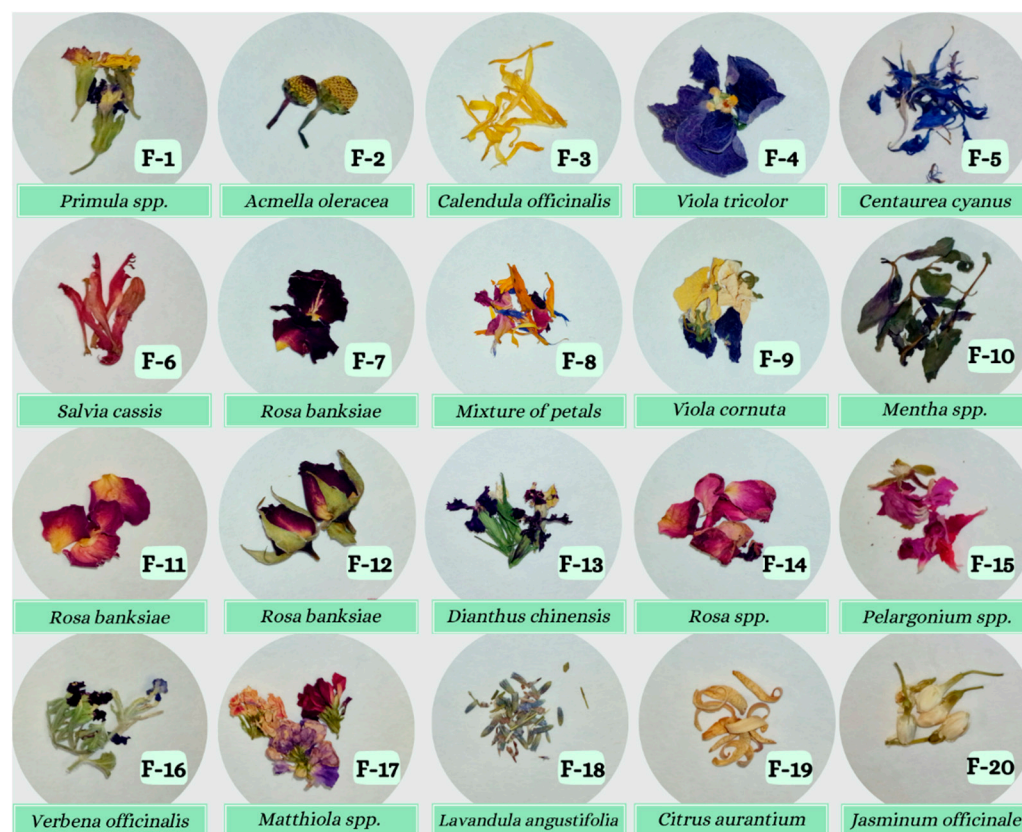 F-1
F-2
F-3
F-4
F-5
Primula spp.
Acmella oleracea
Calendula officinalis
Viola tricolor
Centaurea cyanus
F-6
F-7
F-8
F-9
F-10
Salvia cassis
Rosa banksiae
Mixture of petals
Viola cornuta
Mentha spp.
F-11
F-12
F-13
F-14
F-15
Rosa banksiae
Rosa banksiae
Dianthus chinensis
Rosa spp.
Pelargonium spp.
F-16
F-17
F-18
F-19
F-20
Verbena officinalis
Matthiola spp.
Lavandula angustifolia
Citrus aurantium
Jasminum officinale